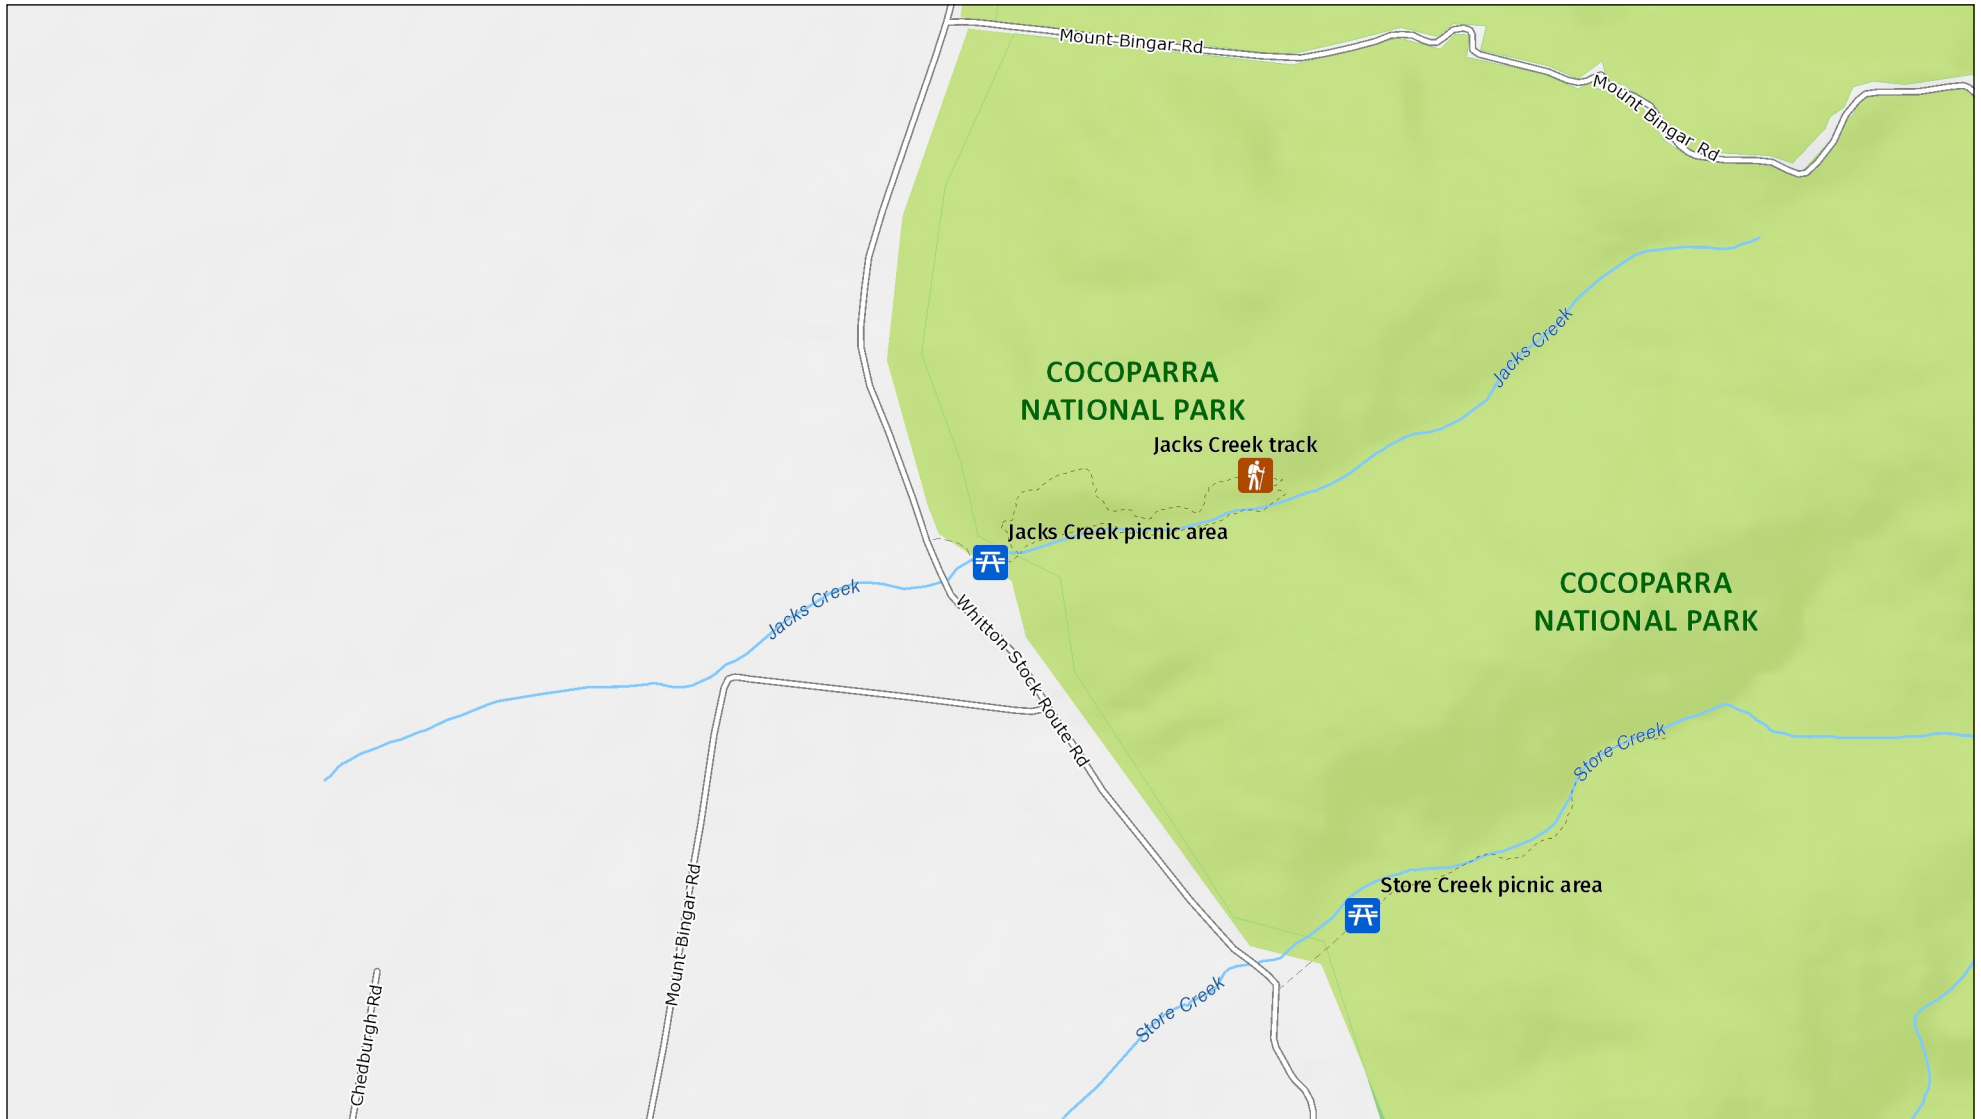 Mount Bingar Rd
Mount Bingar Rd
Jacks Creek
COCOPARRA
NATIONAL PARK
Jacks Creek track
Jacks Creek picnic area
Jacks Creek
COCOPARRA
NATIONAL PARK
Whitton-Stock-Route-Rd
Store Creek
Store Creek picnic area
Mount-Bingar-Rd
Store Creek
Chedburgh-Rd